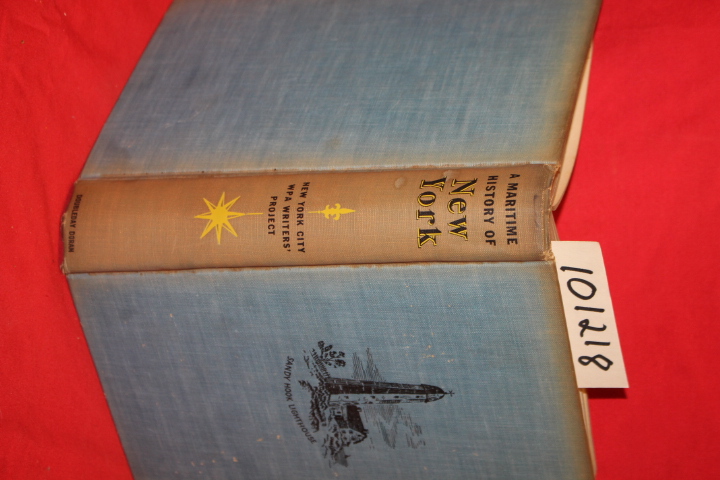 A MARITIME
HISTORY OF
New
York
NEW YORK CITY
WPA WRITERS'
PROJECT
DOUBLEDAY DORAN
SANDY HOOK LIGHTHOUSE
101218